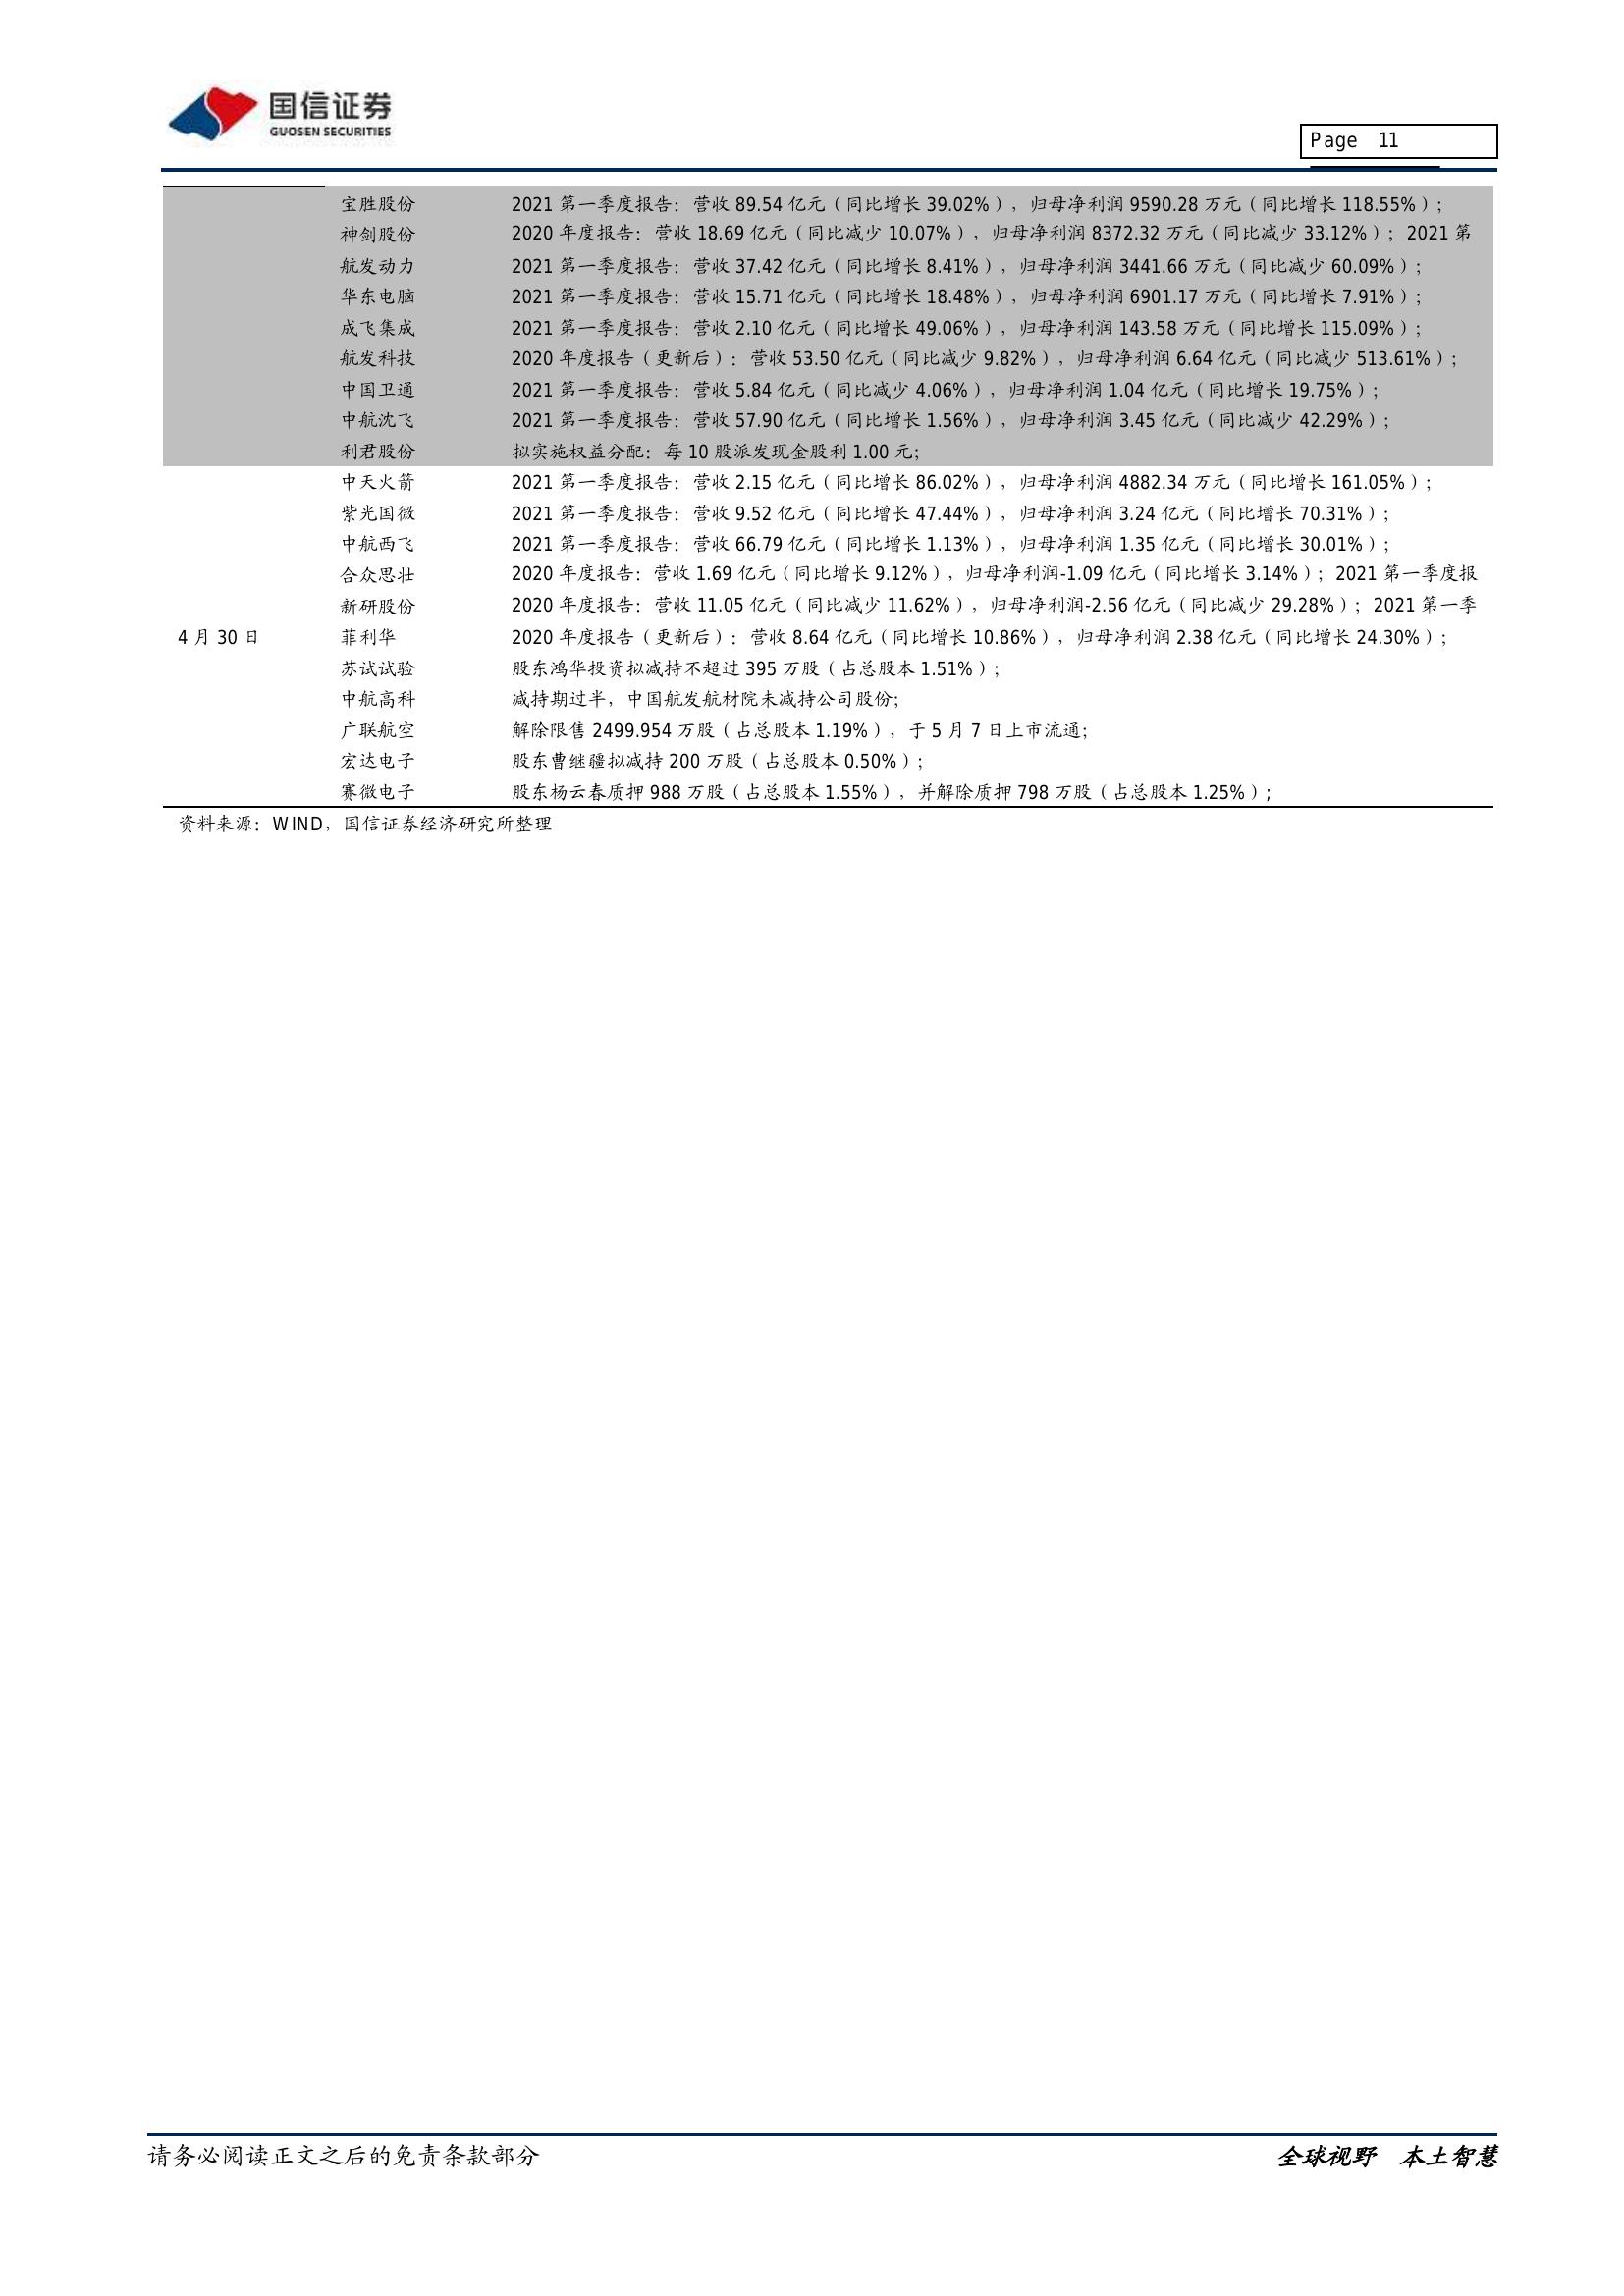 国信证券
GUOSEN SECURITIES
Page 11
宝胜股份 2021 第一季度报告：营收 89.54 亿元（同比增长 39.02%），归母净利润 9590.28 万元（同比增长 118.55%）；
神剑股份 2020 年度报告：营收 18.69 亿元（同比减少 10.07%），归母净利润 8372.32 万元（同比减少 33.12%）；2021 第
航发动力 2021 第一季度报告：营收 37.42 亿元（同比增长 8.41%），归母净利润 3441.66 万元（同比减少 60.09%）；
华东电脑 2021 第一季度报告：营收 15.71 亿元（同比增长 18.48%），归母净利润 6901.17 万元（同比增长 7.91%）；
成飞集成 2021 第一季度报告：营收 2.10 亿元（同比增长 49.06%），归母净利润 143.58 万元（同比增长 115.09%）；
航发科技 2020 年度报告（更新后）：营收 53.50 亿元（同比减少 9.82%），归母净利润 6.64 亿元（同比减少 513.61%）；
中国卫通 2021 第一季度报告：营收 5.84 亿元（同比减少 4.06%），归母净利润 1.04 亿元（同比增长 19.75%）；
中航沈飞 2021 第一季度报告：营收 57.90 亿元（同比增长 1.56%），归母净利润 3.45 亿元（同比减少 42.29%）；
利君股份 拟实施权益分配：每 10 股派发现金股利 1.00 元；
中天火箭 2021 第一季度报告：营收 2.15 亿元（同比增长 86.02%），归母净利润 4882.34 万元（同比增长 161.05%）；
紫光国微 2021 第一季度报告：营收 9.52 亿元（同比增长 47.44%），归母净利润 3.24 亿元（同比增长 70.31%）；
中航西飞 2021 第一季度报告：营收 66.79 亿元（同比增长 1.13%），归母净利润 1.35 亿元（同比增长 30.01%）；
合众思壮 2020 年度报告：营收 1.69 亿元（同比增长 9.12%），归母净利润-1.09 亿元（同比增长 3.14%）；2021 第一季度报
新研股份 2020 年度报告：营收 11.05 亿元（同比减少 11.62%），归母净利润-2.56 亿元（同比减少 29.28%）；2021 第一季
4 月 30 日 菲利华 2020 年度报告（更新后）：营收 8.64 亿元（同比增长 10.86%），归母净利润 2.38 亿元（同比增长 24.30%）；
苏试试验 股东鸿华投资拟减持不超过 395 万股（占总股本 1.51%）；
中航高科 减持期过半，中国航发航材院未减持公司股份；
广联航空 解除限售 2499.954 万股（占总股本 1.19%），于 5 月 7 日上市流通；
宏达电子 股东曹继疆拟减持 200 万股（占总股本 0.50%）；
赛微电子 股东杨云春质押 988 万股（占总股本 1.55%），并解除质押 798 万股（占总股本 1.25%）；
资料来源：WIND，国信证券经济研究所整理
请务必阅读正文之后的免责条款部分
全球视野 本土智慧